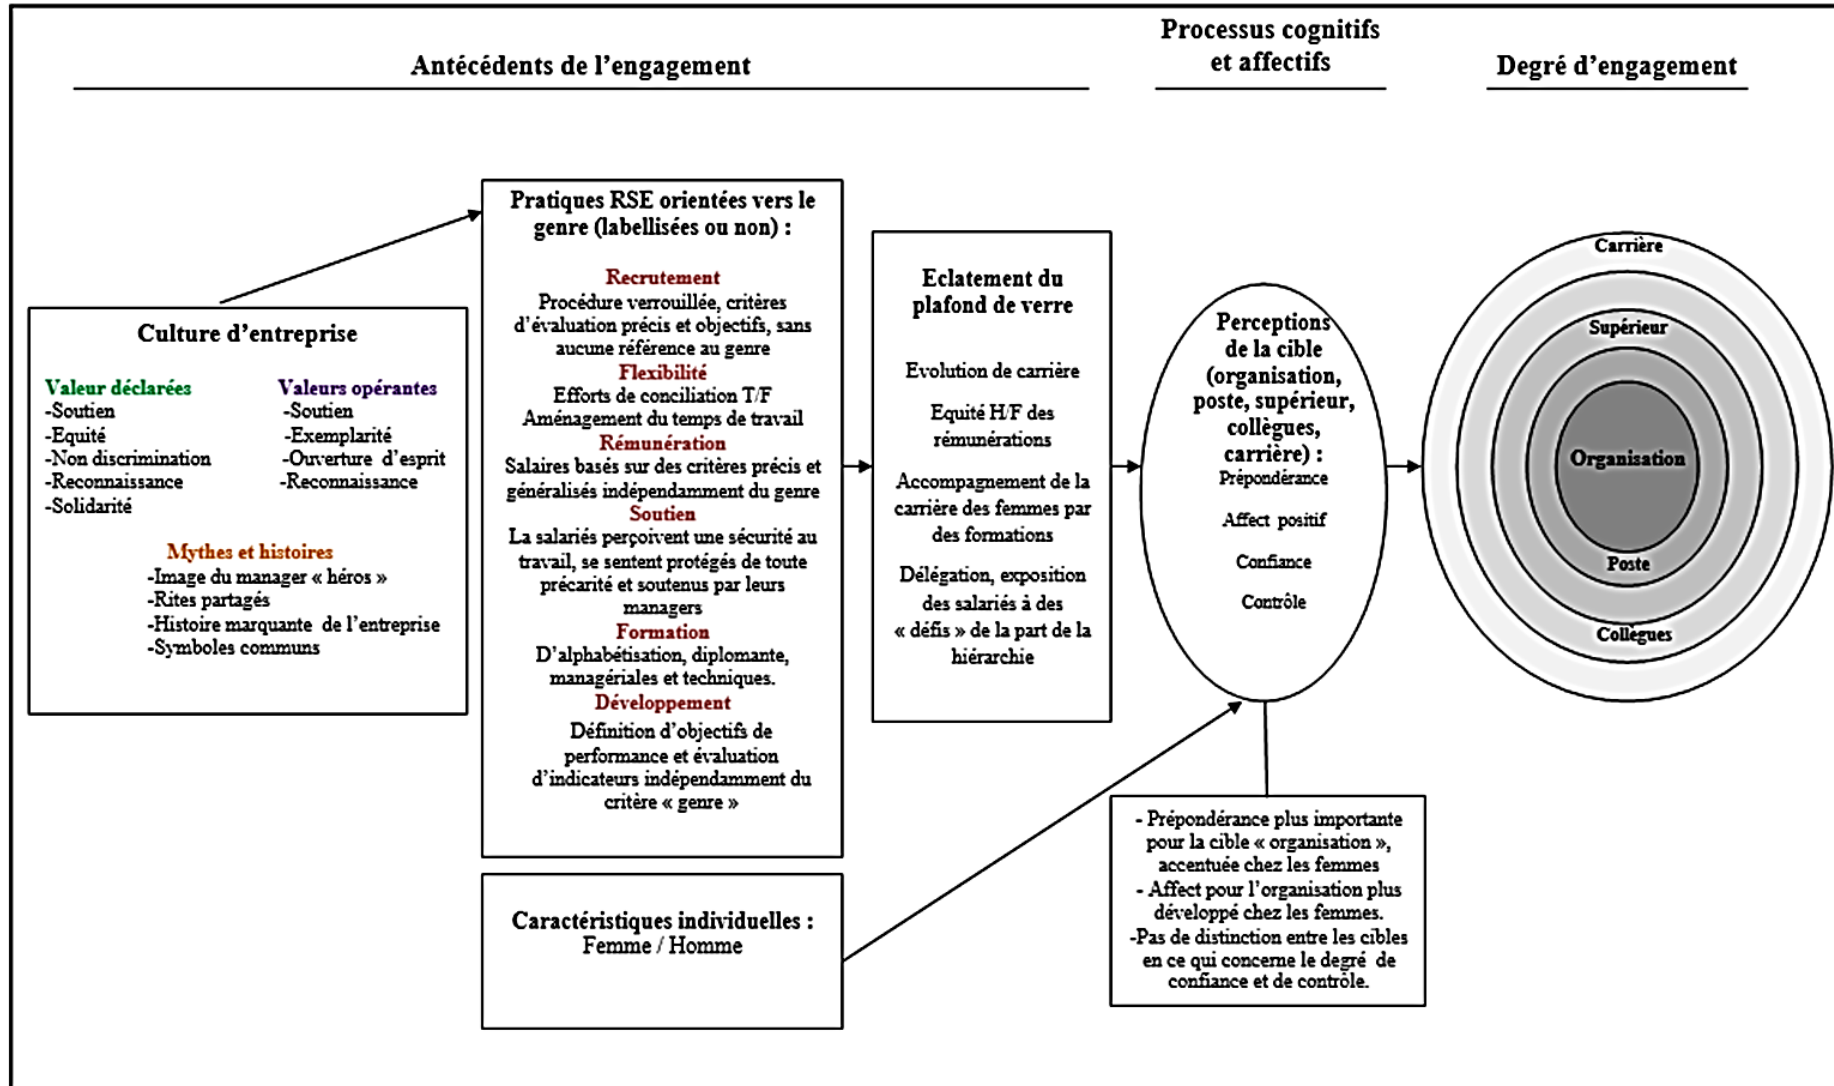 Antécédents de l'engagement
Processus cognitifs
et affectifs
Degré d'engagement
Culture d'entreprise
Valeur déclarées
-Soutien
-Equité
-Non discrimination
-Reconnaissance
-Solidarité
Valeurs opérantes
-Soutien
-Exemplarité
-Ouverture d'esprit
-Reconnaissance
Mythes et histoires
-Image du manager « héros »
-Rites partagés
-Histoire marquante de l'entreprise
-Symboles communs
Pratiques RSE orientées vers le
genre (labellisées ou non) :
Recrutement
Procédure verrouillée, critères
d'évaluation précis et objectifs, sans
aucune référence au genre
Flexibilité
Efforts de conciliation T/F
Aménagement du temps de travail
Rémunération
Salaires basés sur des critères précis et
généralisés indépendamment du genre
Soutien
La salariés perçoivent une sécurité au
travail, se sentent protégés de toute
précarité et soutenus par leurs
managers
Formation
D'alphabétisation, diplomante,
managériales et techniques.
Développement
Définition d'objectifs de
performance et évaluation
d'indicateurs indépendamment du
critère « genre »
Caractéristiques individuelles :
Femme / Homme
Eclatement du
plafond de verre
Evolution de carrière
Equité H/F des
rémunérations
Accompagnement de la
carrière des femmes par
des formations
Délégation, exposition
des salariés à des
« défis » de la part de la
hiérarchie
Perceptions
de la cible
(organisation,
poste, supérieur,
collègues,
carrière) :
Prépondérance
Affect positif
Confiance
Contrôle
- Prépondérance plus importante
pour la cible « organisation »,
accentuée chez les femmes
- Affect pour l'organisation plus
développé chez les femmes.
-Pas de distinction entre les cibles
en ce qui concerne le degré de
confiance et de contrôle.
Carrière
Supérieur
Organisation
Poste
Collègues